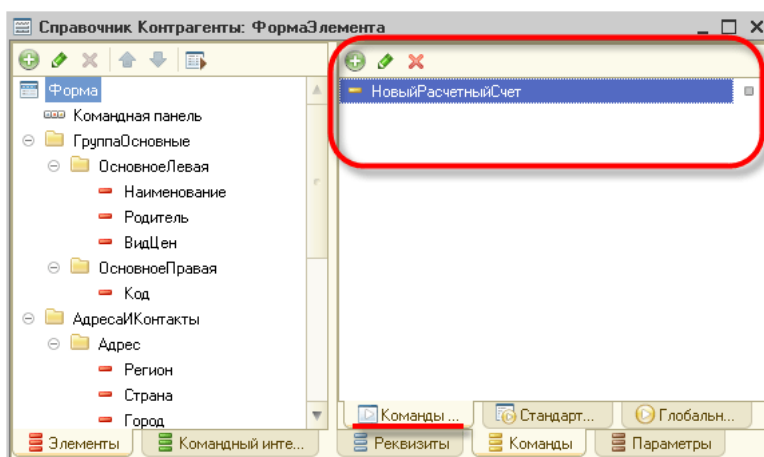 Справочник Контрагенты: ФормаЭлемента
Форма
Командная панель
ГруппаОсновные
ОсновноеЛевая
Наименование
Родитель
ВидЦен
ОсновноеПравая
Код
АдресаИКонтакты
Адрес
Регион
Страна
Город
Элементы
Командный инте...
НовыйРасчетныйСчет
Команды ...
Стандарт...
Глобальн...
Реквизиты
Команды
Параметры